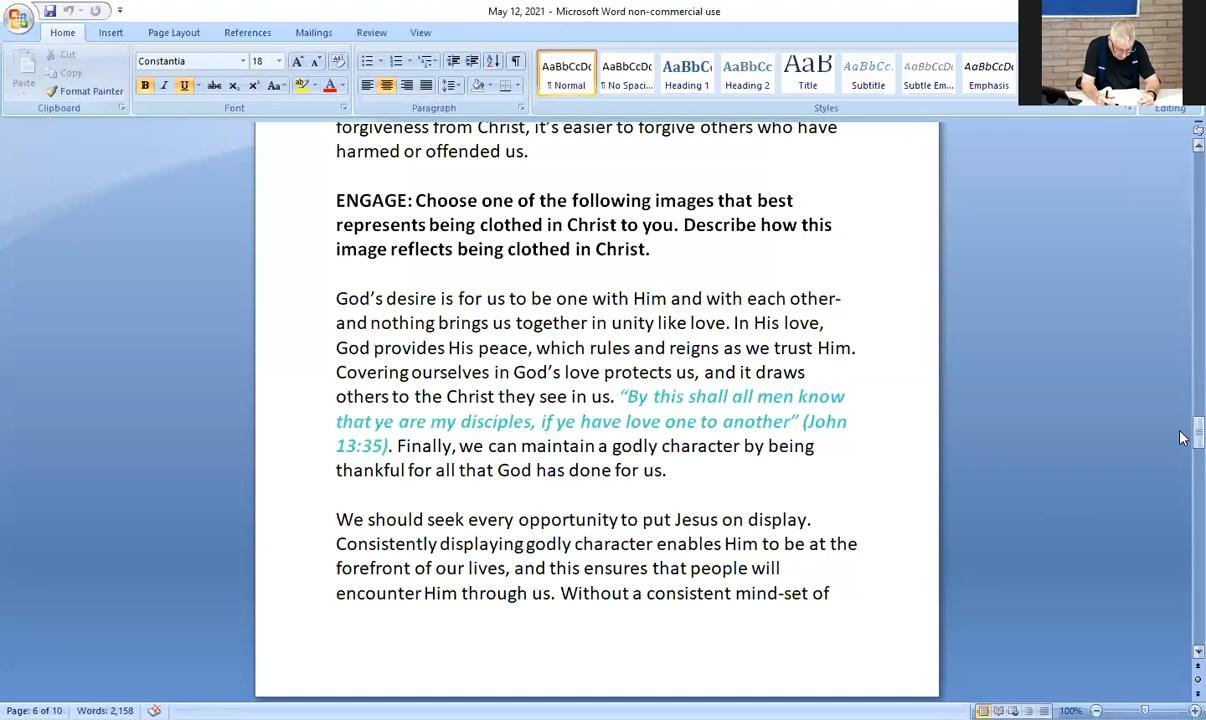 May 12, 2021 - Microsoft Word non-commercial use
Home Insert Page Layout References Mailings Review View
Paste
Cut
Copy
Format Painter
Clipboard
Constantia 18
B I U abc x₂ x² Aa
Font
Paragraph
AaBbCcDc AaBbCcDc AaBbC AaBbCc AaB AaBbCc. AaBbCc AaBbCc
¶ Normal ¶ No Spaci... Heading 1 Heading 2 Title Subtitle Subtle Em... Emphasis
Styles
Editing
forgiveness from Christ, it's easier to forgive others who have
harmed or offended us.
ENGAGE: Choose one of the following images that best
represents being clothed in Christ to you. Describe how this
image reflects being clothed in Christ.
God's desire is for us to be one with Him and with each other-
and nothing brings us together in unity like love. In His love,
God provides His peace, which rules and reigns as we trust Him.
Covering ourselves in God's love protects us, and it draws
others to the Christ they see in us. “By this shall all men know
that ye are my disciples, if ye have love one to another” (John
13:35). Finally, we can maintain a godly character by being
thankful for all that God has done for us.
We should seek every opportunity to put Jesus on display.
Consistently displaying godly character enables Him to be at the
forefront of our lives, and this ensures that people will
encounter Him through us. Without a consistent mind-set of
Page: 6 of 10 Words: 2,158 100%